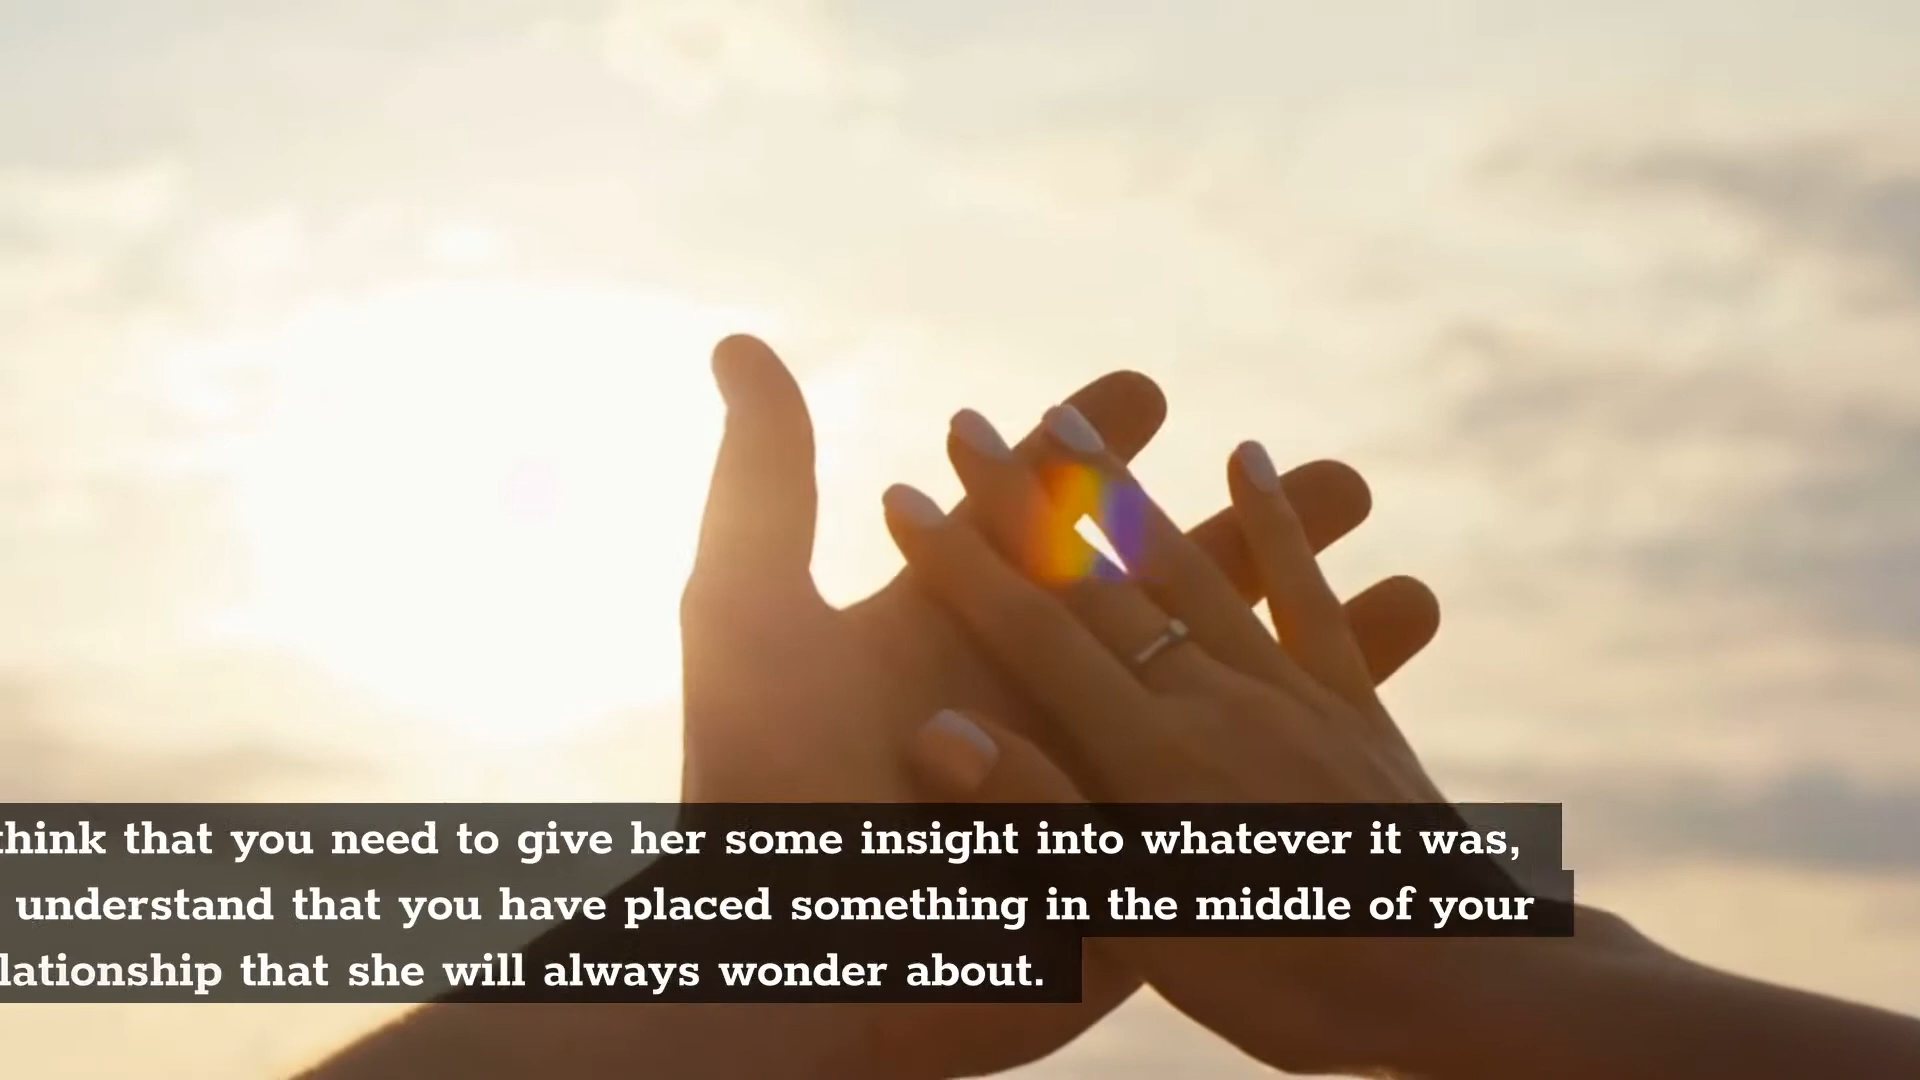 think that you need to give her some insight into whatever it was,
understand that you have placed something in the middle of your
lationship that she will always wonder about.